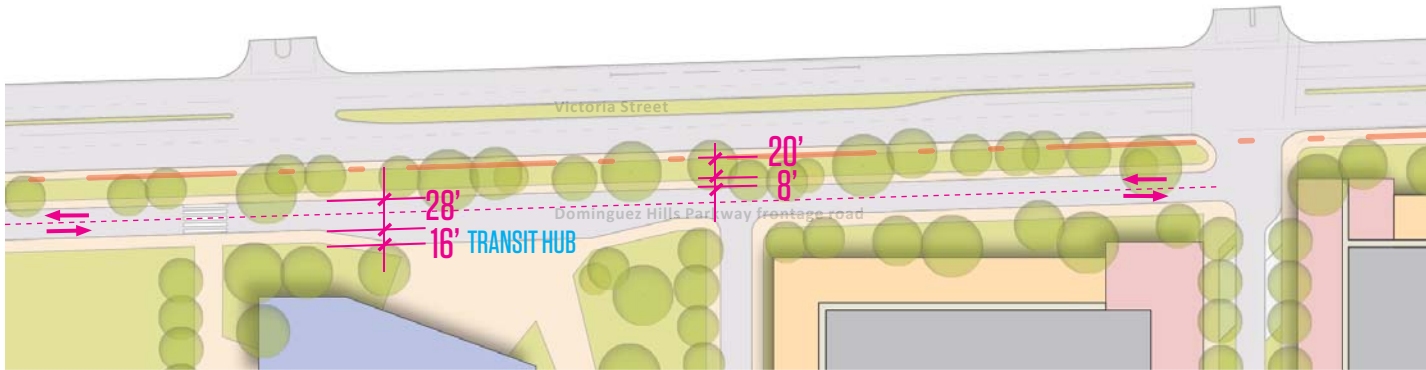 Victoria Street
20'
8'
28'
Dominguez Hills Parkway frontage road
16' TRANSIT HUB